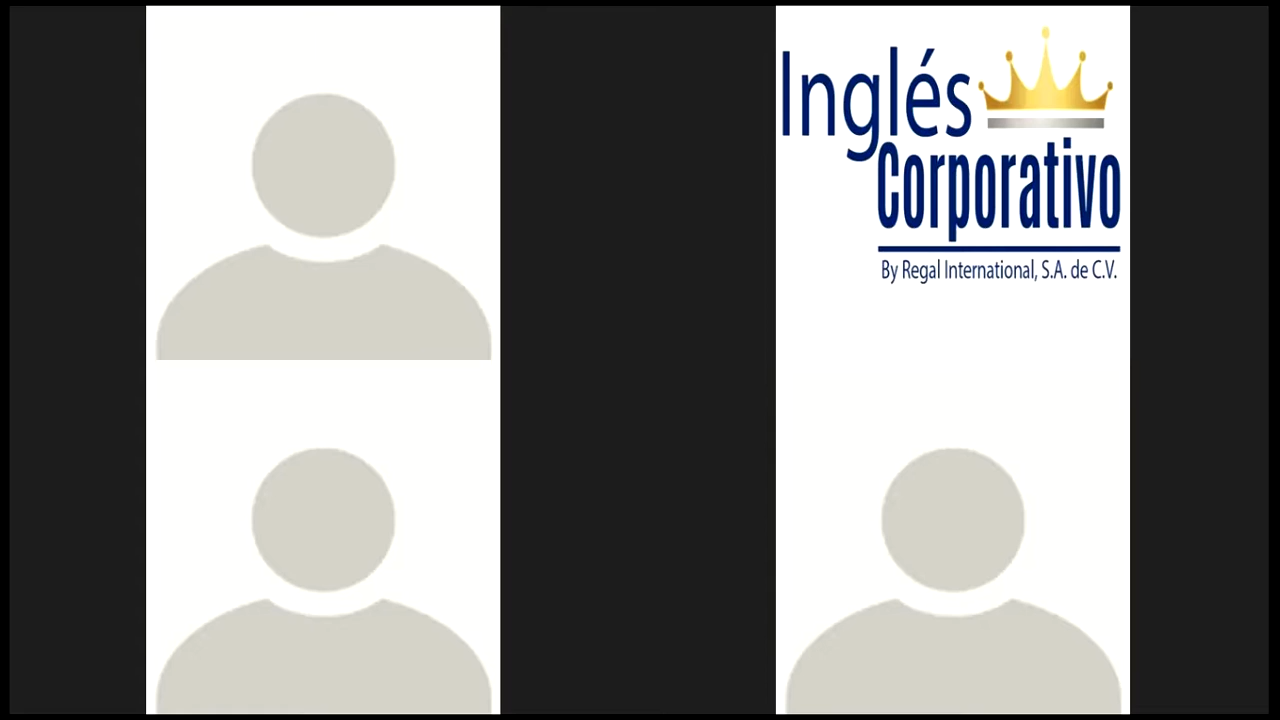 Inglés
Corporativo
By Regal International, S.A. de C.V.